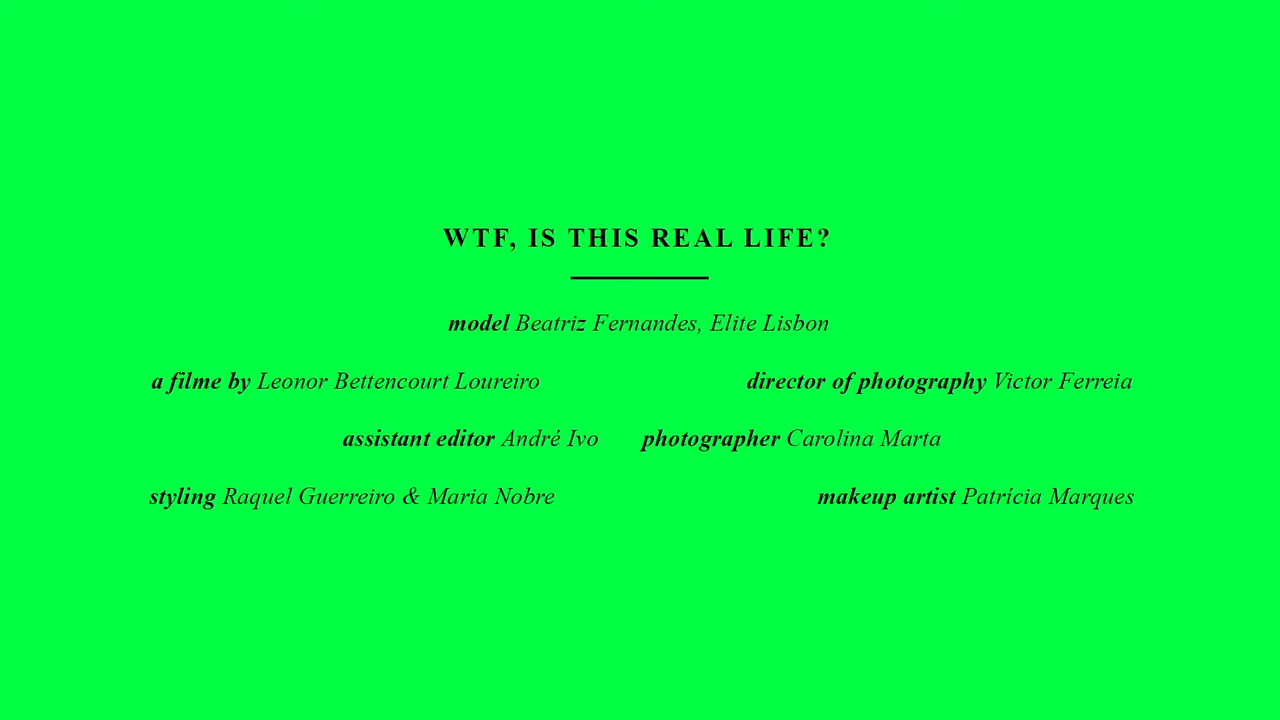 WTF, IS THIS REAL LIFE?
model Beatriz Fernandes, Elite Lisbon
a filme by Leonor Bettencourt Loureiro director of photography Victor Ferreia
assistant editor André Ivo photographer Carolina Marta
styling Raquel Guerreiro & Maria Nobre makeup artist Patrícia Marques